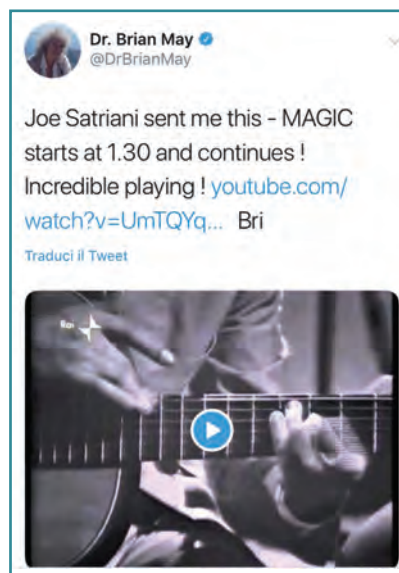 Dr. Brian May
@DrBrianMay
Joe Satriani sent me this - MAGIC
starts at 1.30 and continues !
Incredible playing ! youtube.com/
watch?v=UmTQYq... Bri
Traduci il Tweet
Rai